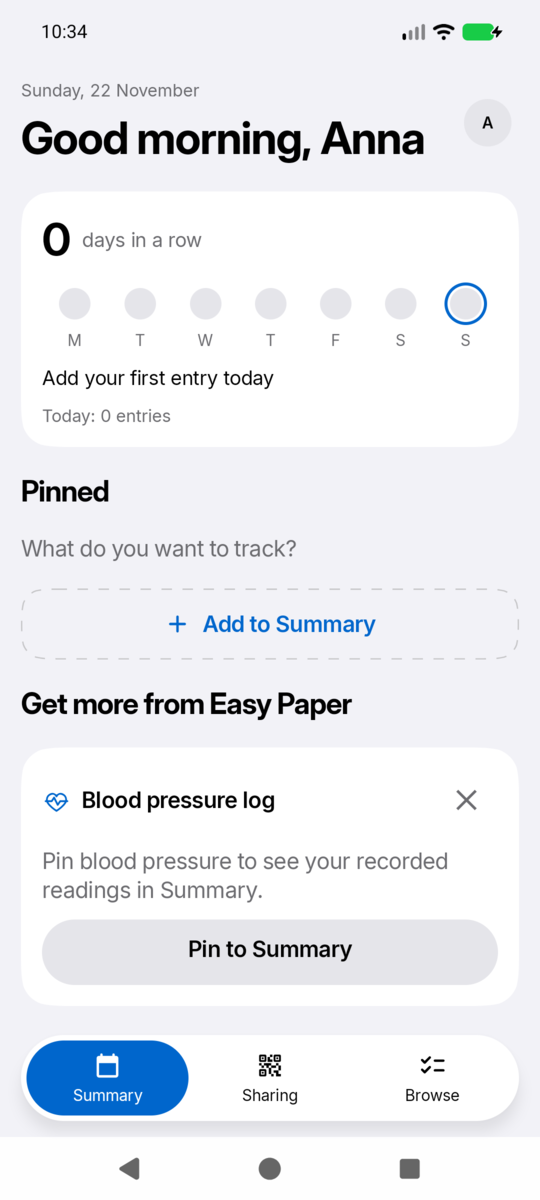 10:34
Sunday, 22 November
Good morning, Anna
A
0 days in a row
M T W T F S S
Add your first entry today
Today: 0 entries
Pinned
What do you want to track?
+ Add to Summary
Get more from Easy Paper
Blood pressure log
Pin blood pressure to see your recorded
readings in Summary.
Pin to Summary
Summary Sharing Browse